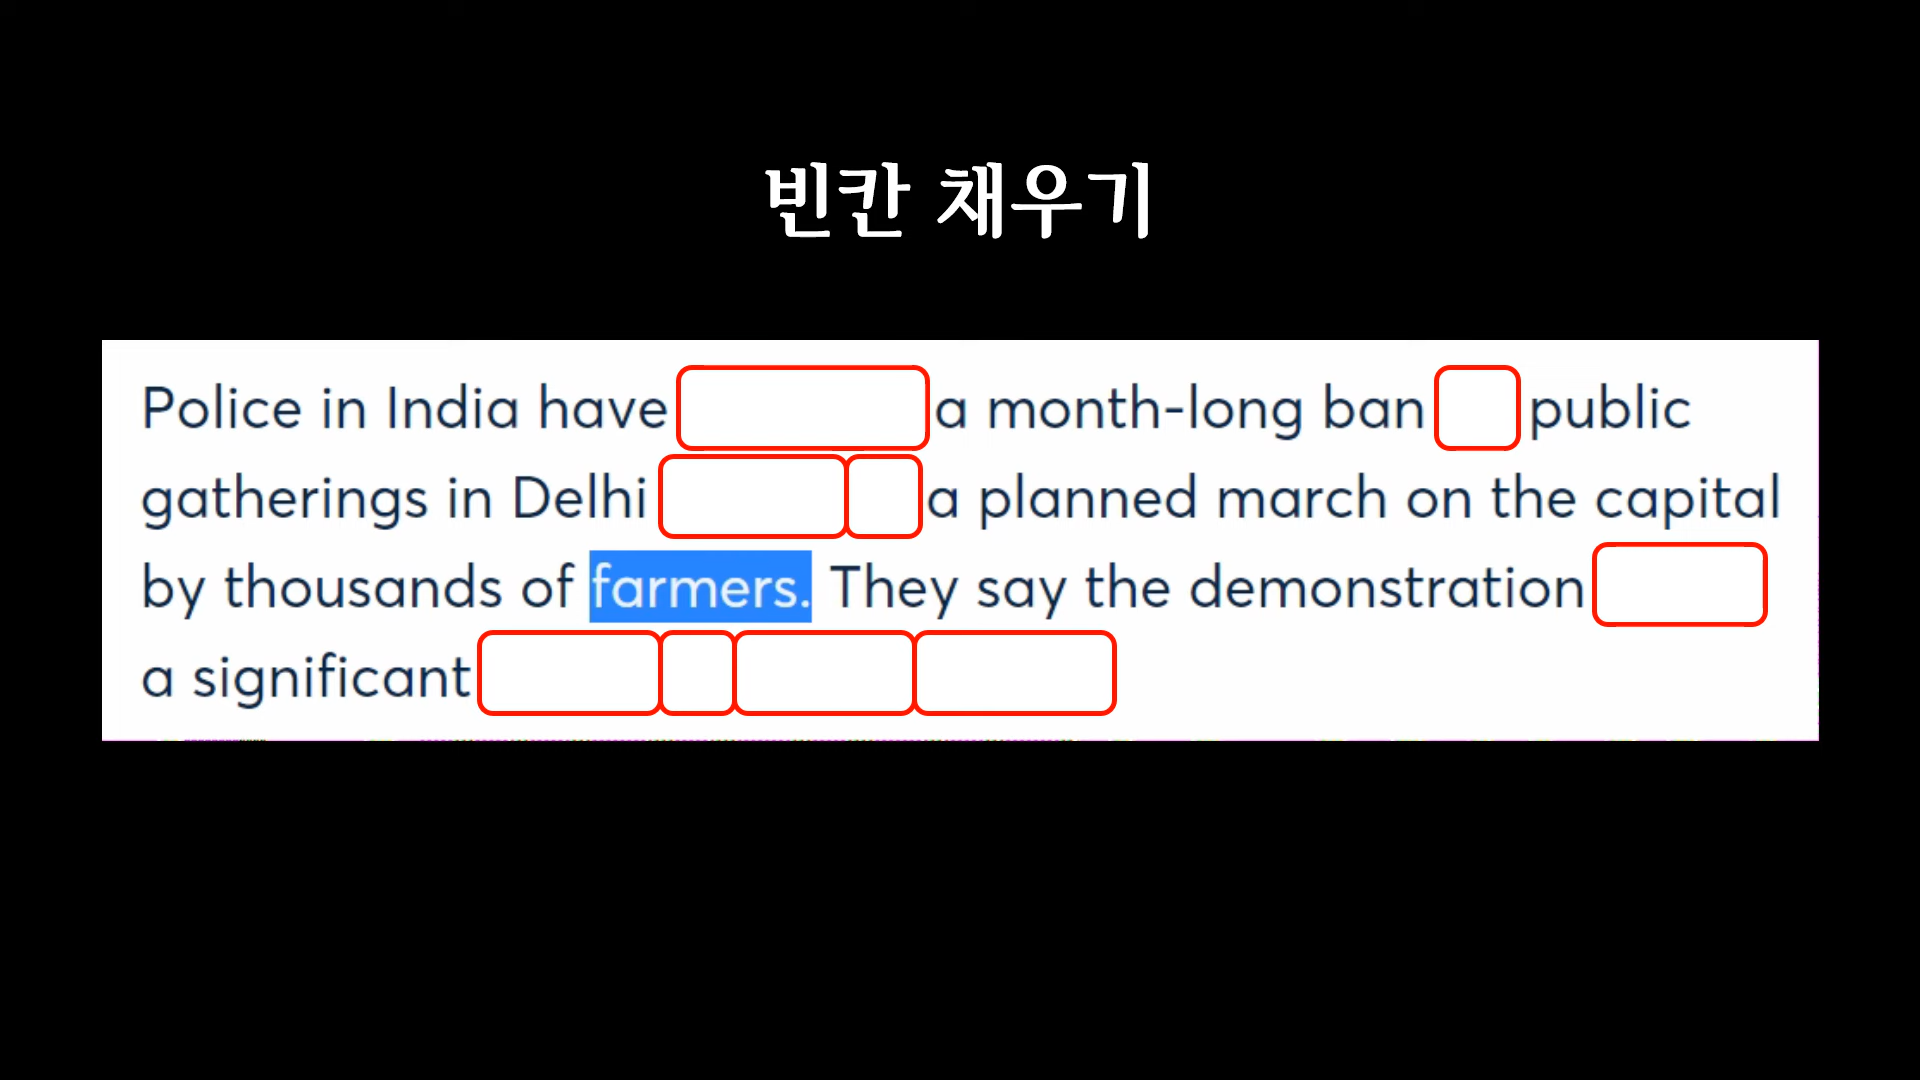 빈칸 채우기
Police in India have a month-long ban public
gatherings in Delhi a planned march on the capital
by thousands of farmers. They say the demonstration
a significant